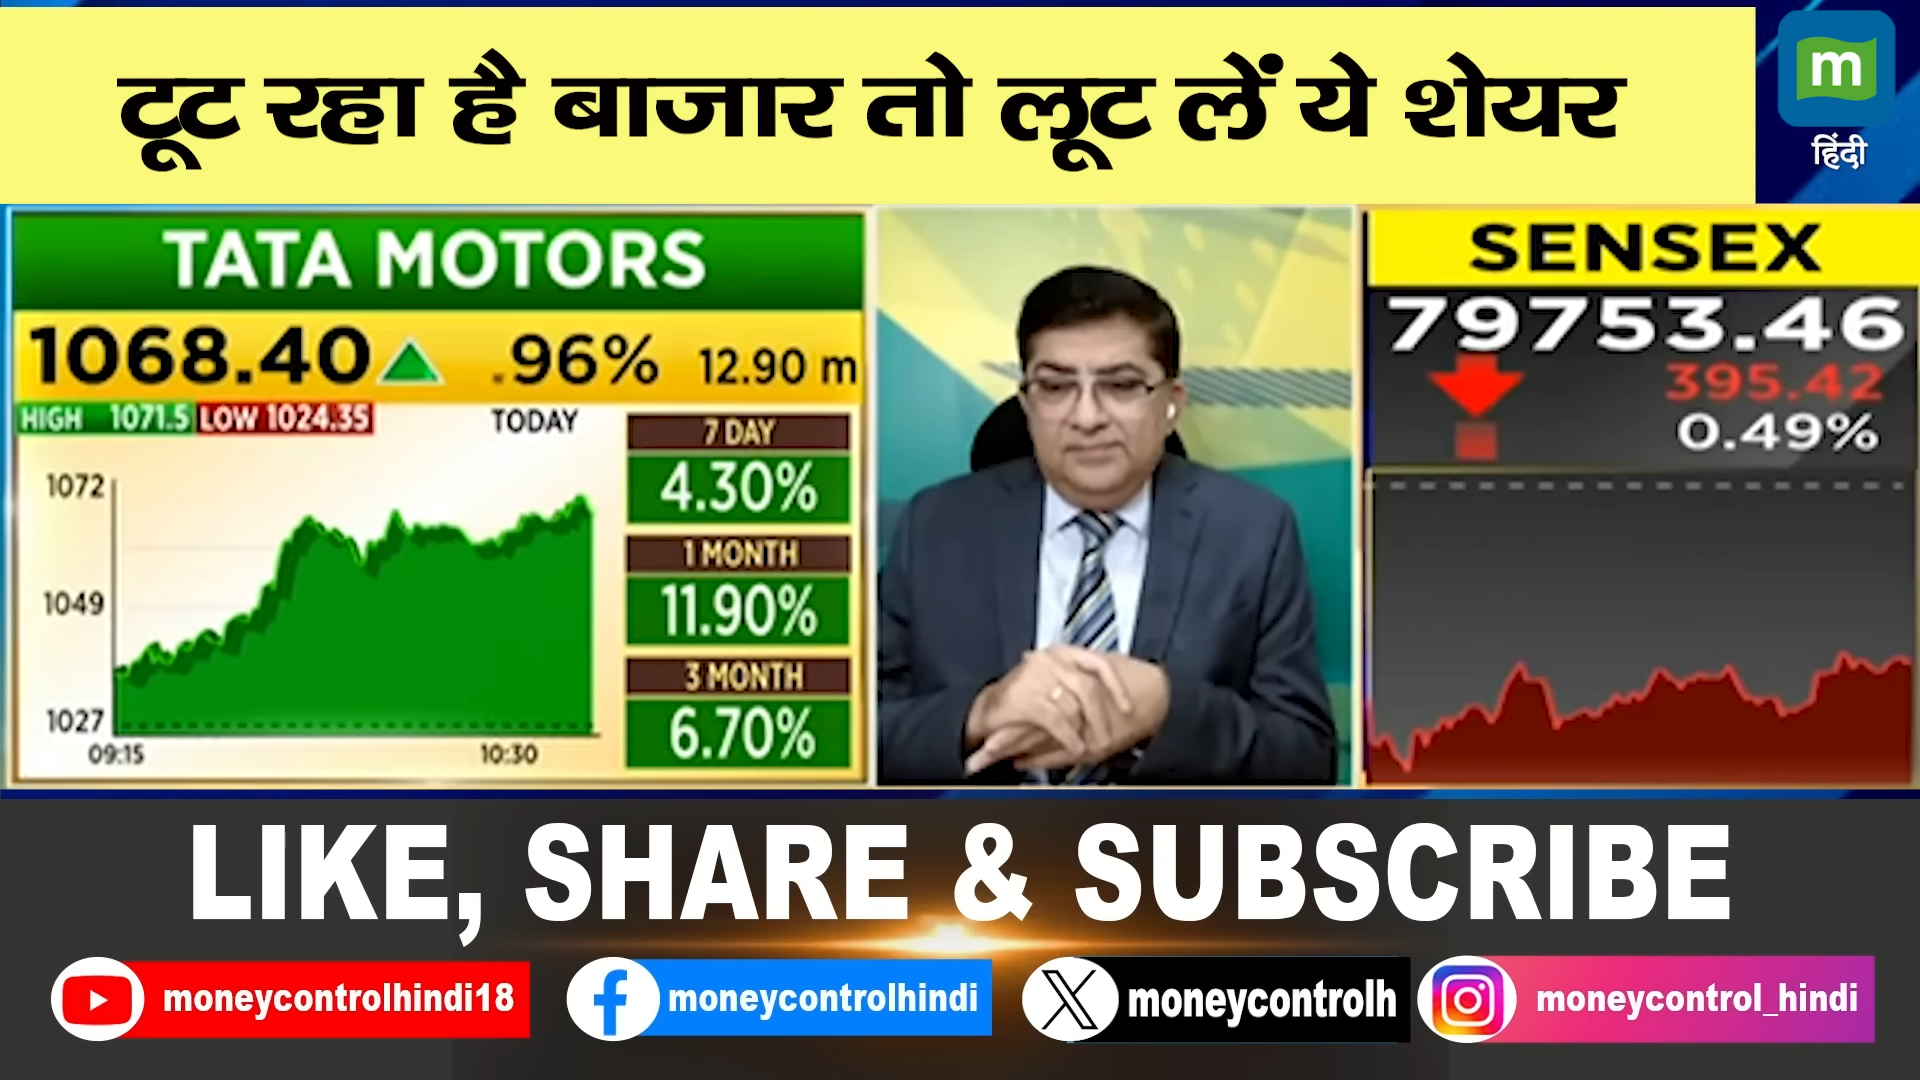 टूट रहा है बाजार तो लूट लें ये शेयर
m
हिंदी
TATA MOTORS
1068.40 .96% 12.90 m
HIGH 1071.5 LOW 1024.35 TODAY
7 DAY
4.30%
1 MONTH
11.90%
3 MONTH
6.70%
1072
1049
1027
09:15 10:30
SENSEX
79753.46
395.42
0.49%
LIKE, SHARE & SUBSCRIBE
moneycontrolhindi18 moneycontrolhindi moneycontrolh moneycontrol_hindi